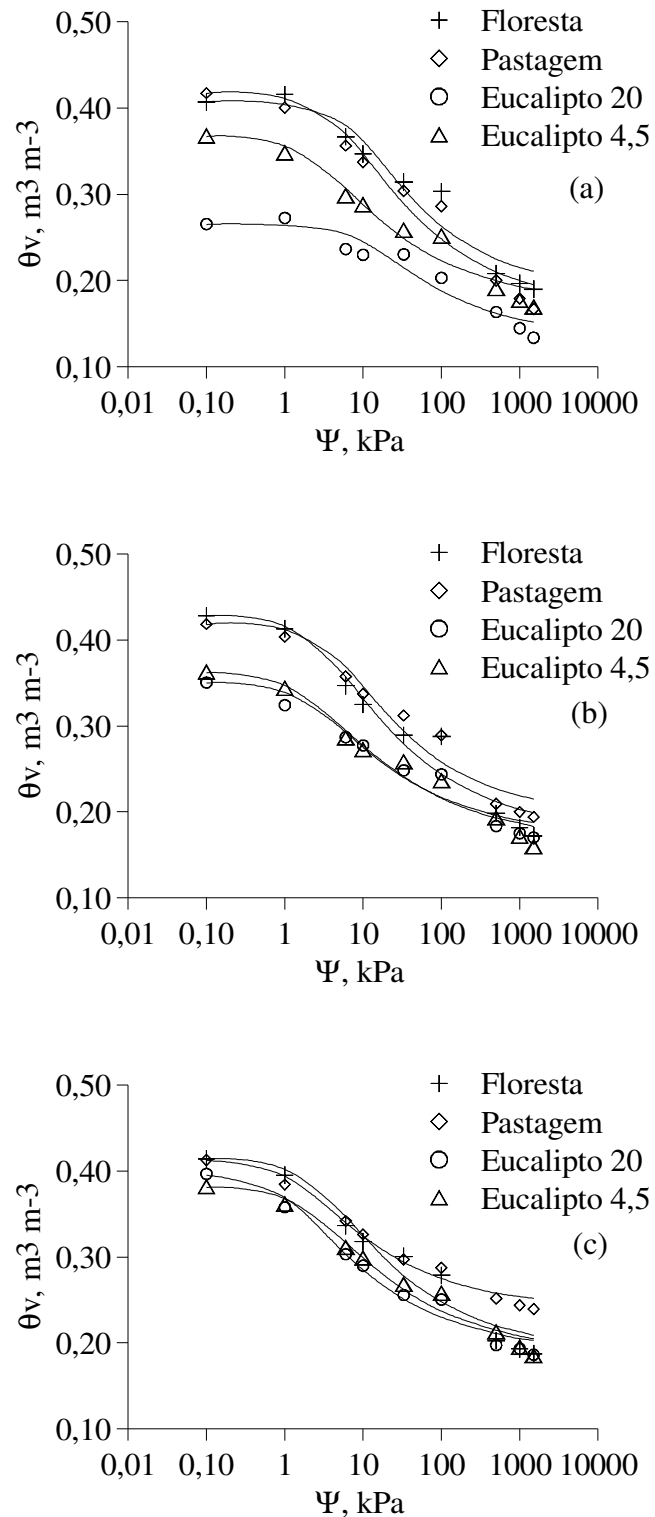 0,50
0,40
0,30
0,20
0,10
θv, m3 m-3
Floresta
Pastagem
Eucalipto 20
Eucalipto 4,5
(a)
0,01 0,10 1 10 100 1000 10000
Ψ, kPa
0,50
0,40
0,30
0,20
0,10
θv, m3 m-3
Floresta
Pastagem
Eucalipto 20
Eucalipto 4,5
(b)
0,01 0,10 1 10 100 1000 10000
Ψ, kPa
0,50
0,40
0,30
0,20
0,10
θv, m3 m-3
Floresta
Pastagem
Eucalipto 20
Eucalipto 4,5
(c)
0,01 0,10 1 10 100 1000 10000
Ψ, kPa